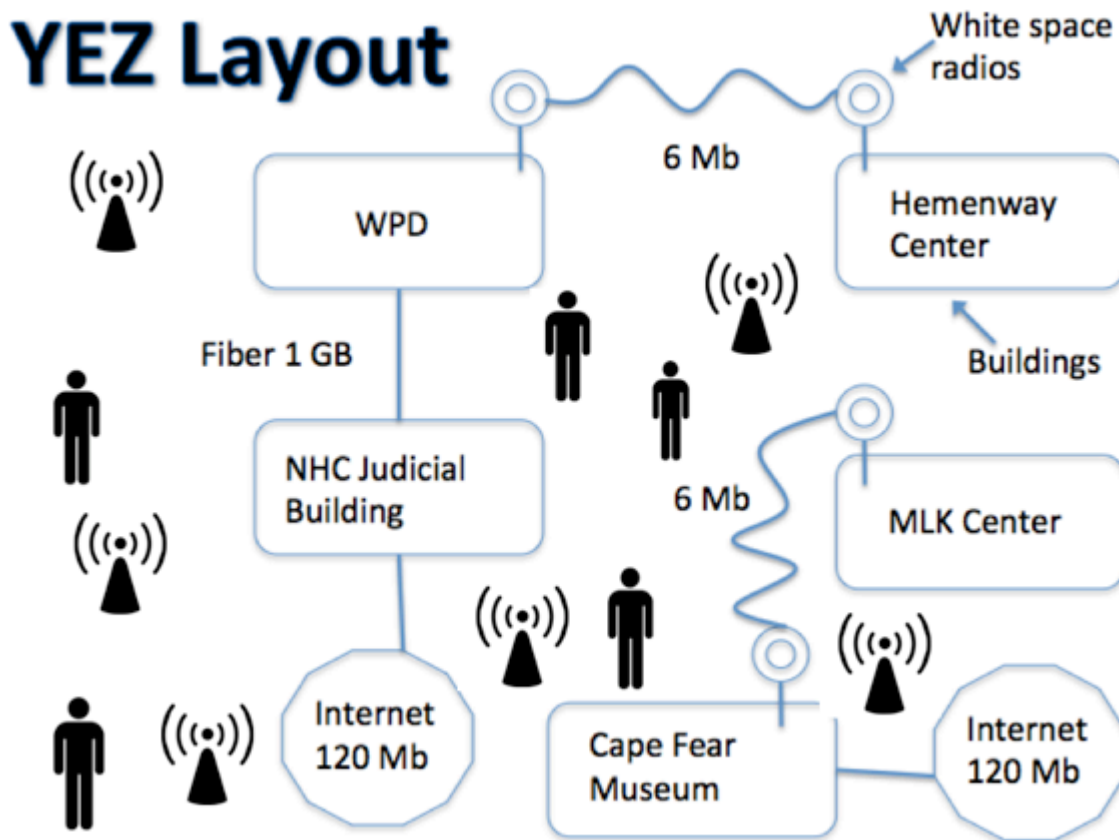 YEZ Layout
White space
radios
6 Mb
WPD
Hemenway
Center
Fiber 1 GB
Buildings
NHC Judicial
Building
6 Mb
MLK Center
Internet
120 Mb
Cape Fear
Museum
Internet
120 Mb